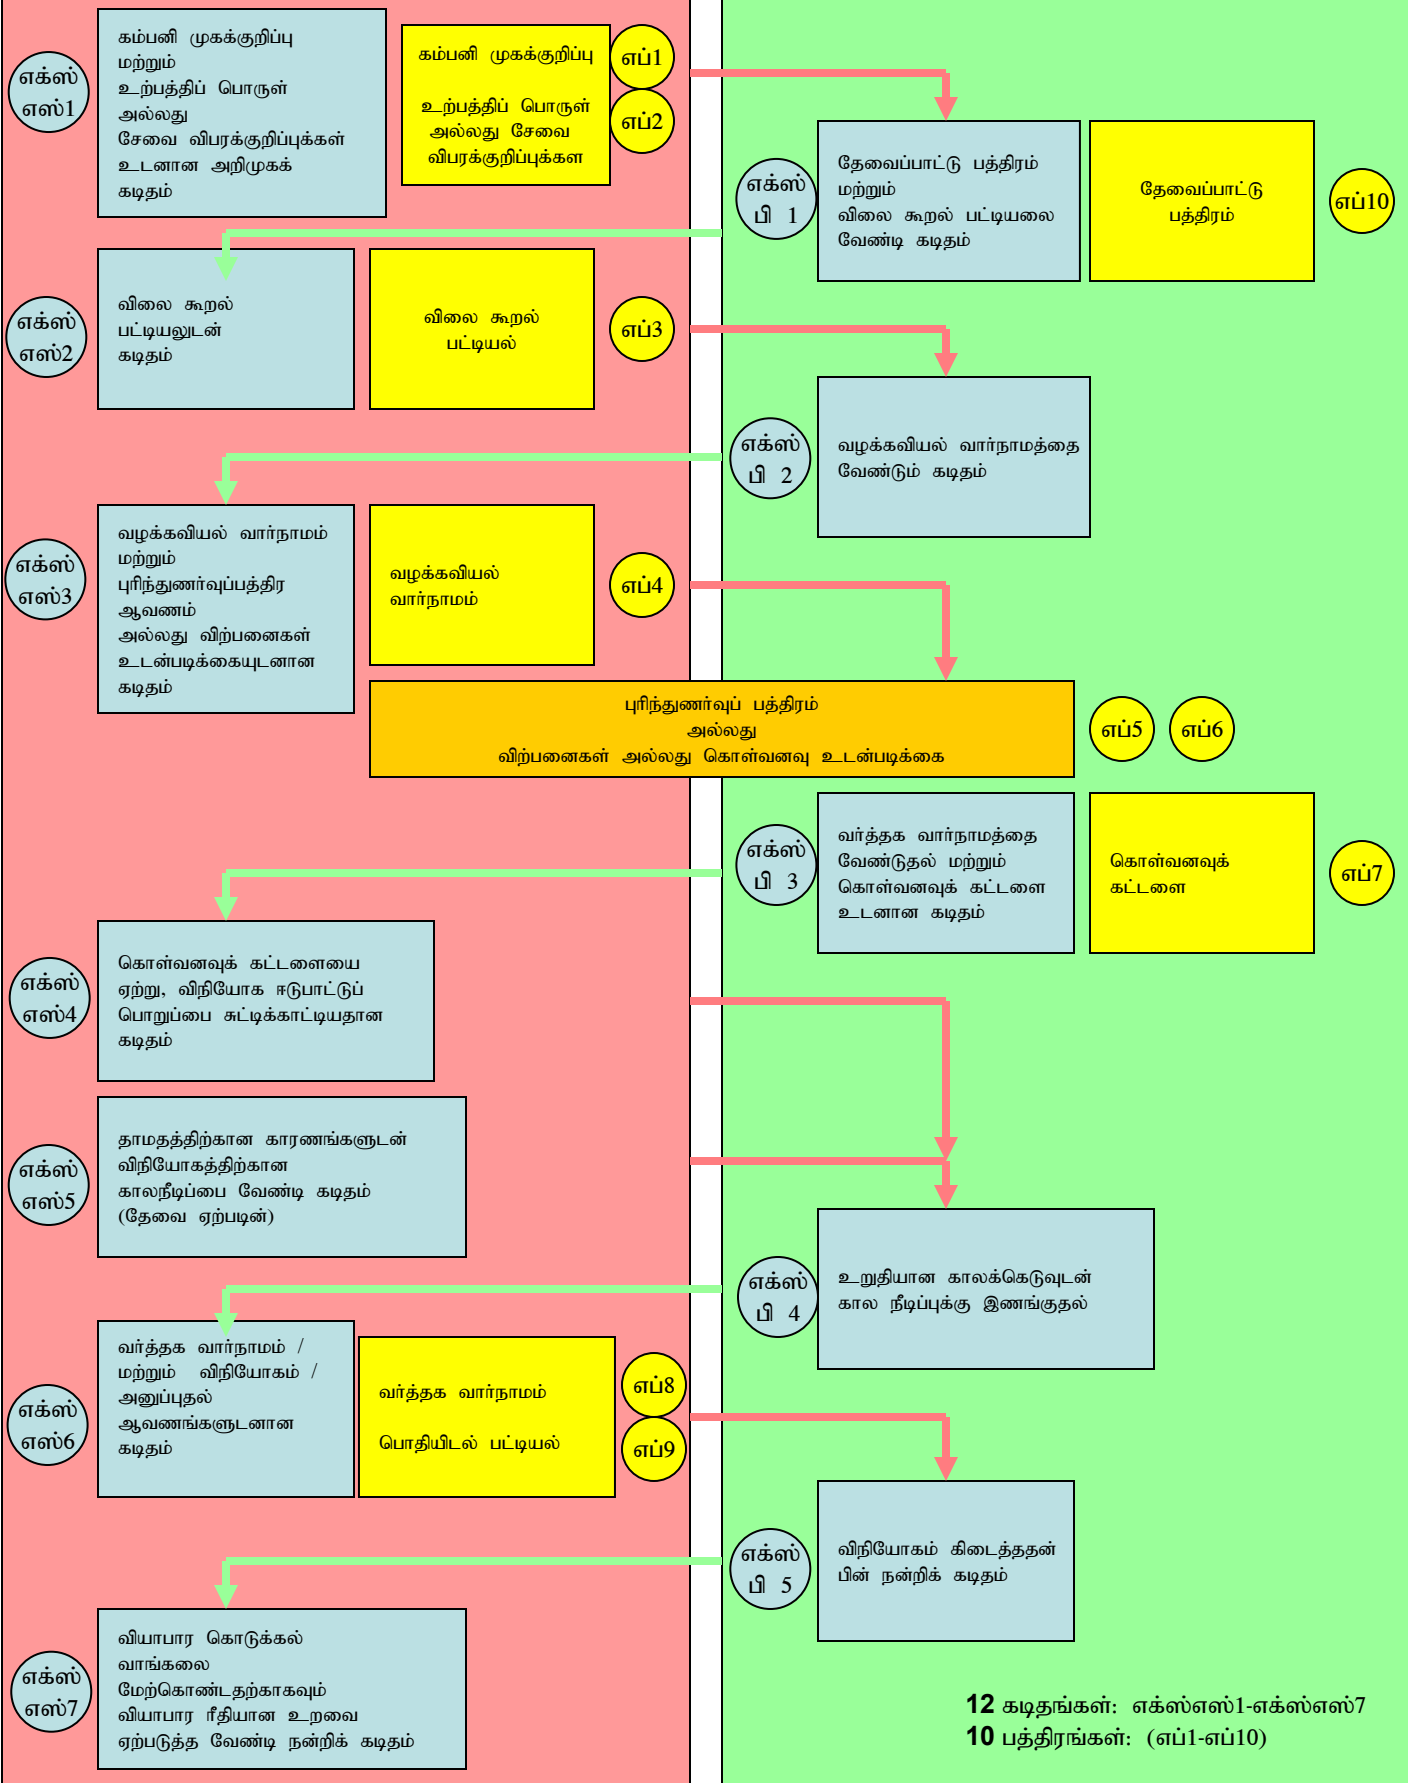 எக்ஸ்
எஸ்1
கம்பனி முகக்குறிப்பு
மற்றும்
உற்பத்திப் பொருள்
அல்லது
சேவை விபரக்குறிப்புக்கள்
உடனான அறிமுகக்
கடிதம்
கம்பனி முகக்குறிப்பு
உற்பத்திப் பொருள்
அல்லது சேவை
விபரக்குறிப்புக்கள
எப்1
எப்2
எக்ஸ்
பி 1
தேவைப்பாட்டு பத்திரம்
மற்றும்
விலை கூறல் பட்டியலை
வேண்டி கடிதம்
தேவைப்பாட்டு
பத்திரம்
எப்10
எக்ஸ்
எஸ்2
விலை கூறல்
பட்டியலுடன்
கடிதம்
விலை கூறல்
பட்டியல்
எப்3
எக்ஸ்
பி 2
வழக்கவியல் வார்நாமத்தை
வேண்டும் கடிதம்
எக்ஸ்
எஸ்3
வழக்கவியல் வார்நாமம்
மற்றும்
புரிந்துணர்வுப்பத்திர
ஆவணம்
அல்லது விற்பனைகள்
உடன்படிக்கையுடனான
கடிதம்
வழக்கவியல்
வார்நாமம்
எப்4
புரிந்துணர்வுப் பத்திரம்
அல்லது
விற்பனைகள் அல்லது கொள்வனவு உடன்படிக்கை
எப்5
எப்6
எக்ஸ்
பி 3
வர்த்தக வார்நாமத்தை
வேண்டுதல் மற்றும்
கொள்வனவுக் கட்டளை
உடனான கடிதம்
கொள்வனவுக்
கட்டளை
எப்7
எக்ஸ்
எஸ்4
கொள்வனவுக் கட்டளையை
ஏற்று, விநியோக ஈடுபாட்டுப்
பொறுப்பை சுட்டிக்காட்டியதான
கடிதம்
எக்ஸ்
எஸ்5
தாமதத்திற்கான காரணங்களுடன்
விநியோகத்திற்கான
காலநீடிப்பை வேண்டி கடிதம்
(தேவை ஏற்படின்)
எக்ஸ்
பி 4
உறுதியான காலக்கெடுவுடன்
கால நீடிப்புக்கு இணங்குதல்
எக்ஸ்
எஸ்6
வர்த்தக வார்நாமம் /
மற்றும் விநியோகம் /
அனுப்புதல்
ஆவணங்களுடனான
கடிதம்
வர்த்தக வார்நாமம்
பொதியிடல் பட்டியல்
எப்8
எப்9
எக்ஸ்
பி 5
விநியோகம் கிடைத்ததன்
பின் நன்றிக் கடிதம்
எக்ஸ்
எஸ்7
வியாபார கொடுக்கல்
வாங்கலை
மேற்கொண்டதற்காகவும்
வியாபார ரீதியான உறவை
ஏற்படுத்த வேண்டி நன்றிக் கடிதம்
12 கடிதங்கள்: எக்ஸ்எஸ்1-எக்ஸ்எஸ்7
10 பத்திரங்கள்: (எப்1-எப்10)